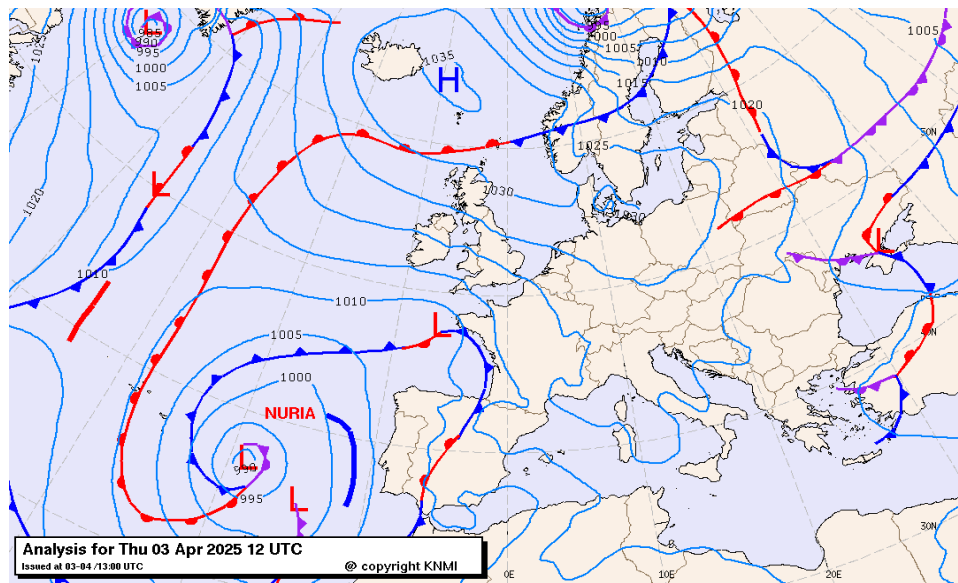 L
985
990
995
1000
1005
1025
1035
H
995
1000
1005
1010
1015
1020
1005
50N
1025
L
1020
1030
1030
L
1010
1010
40N
1005
L
1000
NURIA
L
990
995
L
30N
Analysis for Thu 03 Apr 2025 12 UTC
Issued at 03-04 /13:00 UTC
@ copyright KNMI
0E
10E
20E